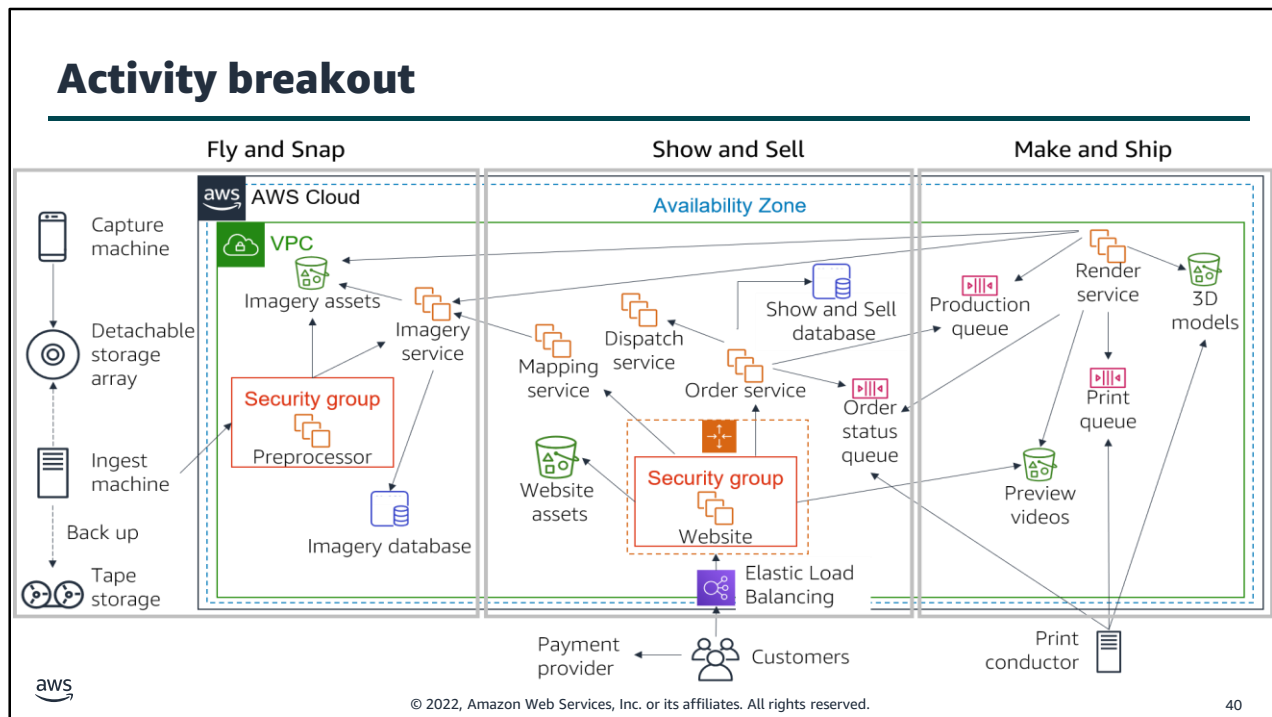 Activity breakout
Fly and Snap
Show and Sell
Make and Ship
aws
AWS Cloud
Availability Zone
VPC
Capture
machine
Detachable
storage
array
Ingest
machine
Back up
Tape
storage
Imagery assets
Imagery
service
Security group
Preprocessor
Imagery database
Mapping
service
Dispatch
service
Show and Sell
database
Order service
Order
status
queue
Website
assets
Security group
Website
Elastic Load
Balancing
Production
queue
Render
service
3D
models
Print
queue
Preview
videos
Payment
provider
Customers
Print
conductor
aws
© 2022, Amazon Web Services, Inc. or its affiliates. All rights reserved.
40